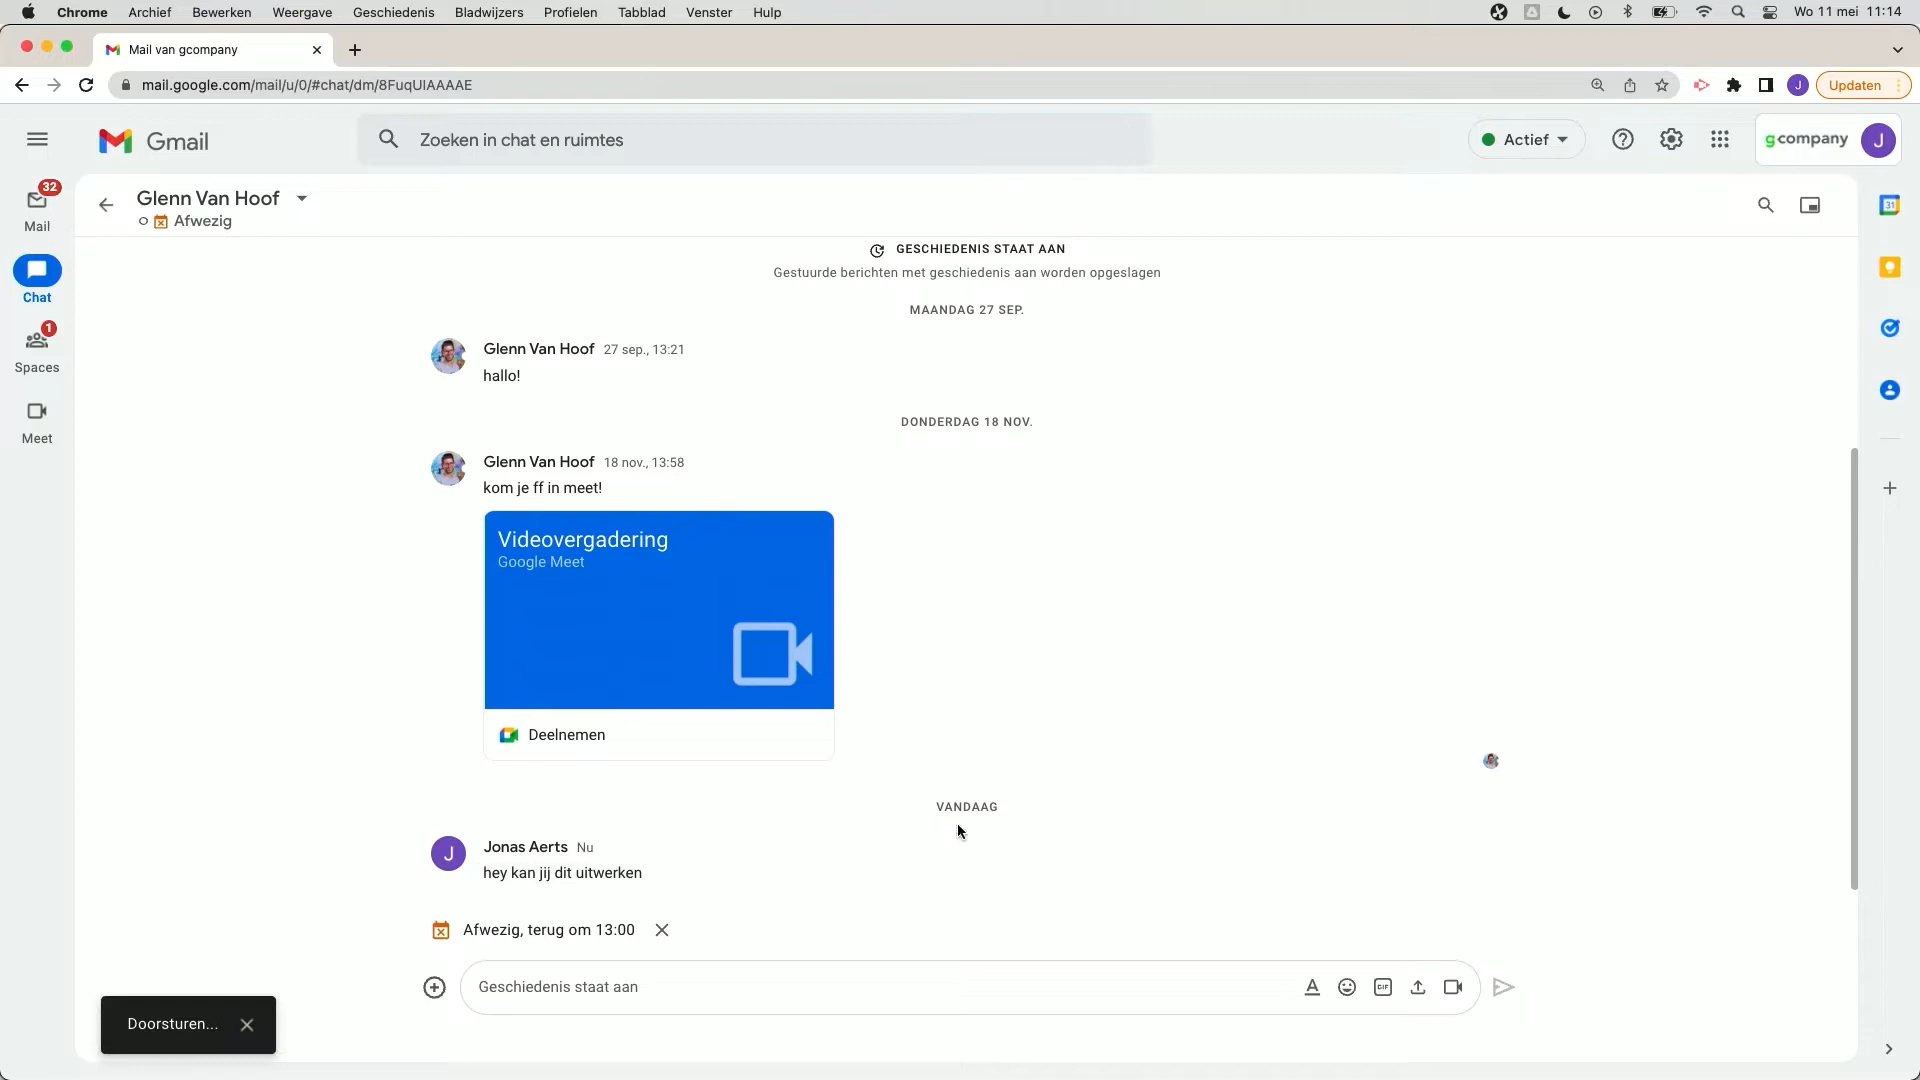 Chrome Archief Bewerken Weergave Geschiedenis Bladwijzers Profielen Tabblad Venster Hulp Wo 11 mei 11:14
Mail van gcompany
mail.google.com/mail/u/0/#chat/dm/8FuqUIAAAAE J Updaten
Gmail Zoeken in chat en ruimtes Actief gcompany J
32
Mail
Chat
1
Spaces
Meet
Glenn Van Hoof
Afwezig
31
GESCHIEDENIS STAAT AAN
Gestuurde berichten met geschiedenis aan worden opgeslagen
MAANDAG 27 SEP.
Glenn Van Hoof 27 sep., 13:21
hallo!
DONDERDAG 18 NOV.
Glenn Van Hoof 18 nov., 13:58
kom je ff in meet!
Videovergadering
Google Meet
Deelnemen
VANDAAG
J Jonas Aerts Nu
hey kan jij dit uitwerken
Afwezig, terug om 13:00
Geschiedenis staat aan GIF
Doorsturen...